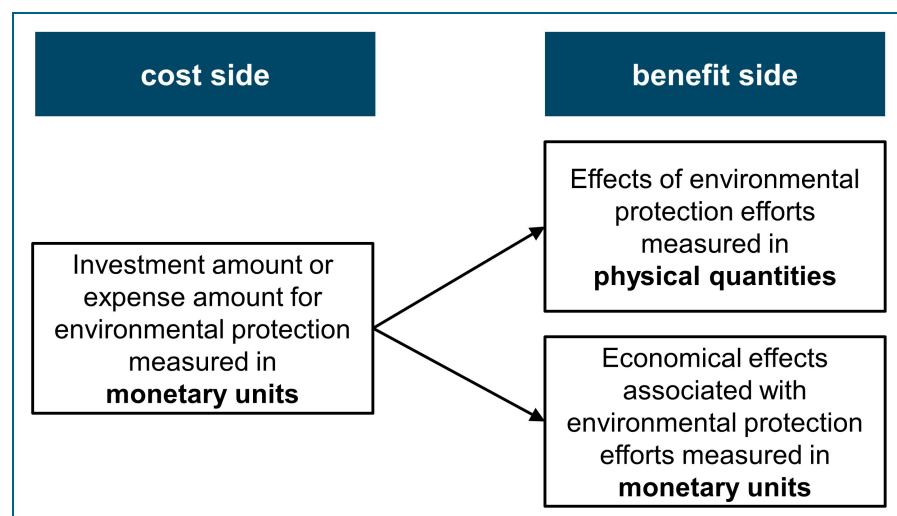 cost side
benefit side
Investment amount or
expense amount for
environmental protection
measured in
monetary units
Effects of environmental
protection efforts
measured in
physical quantities
Economical effects
associated with
environmental protection
efforts measured in
monetary units